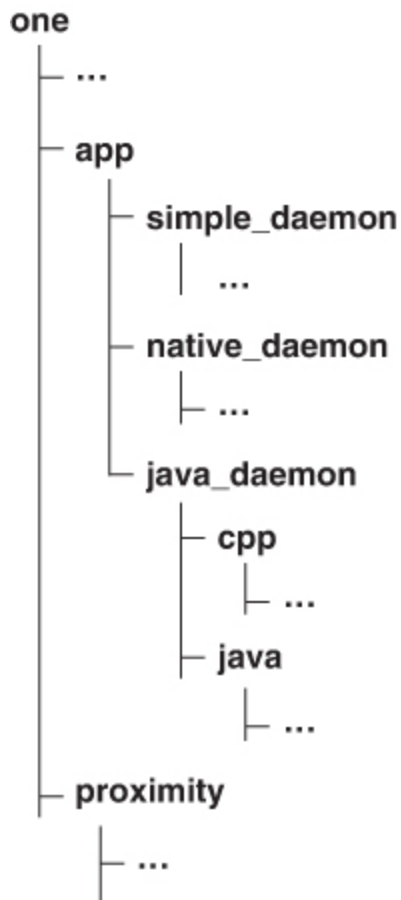 one
...
app
simple_daemon
...
native_daemon
...
java_daemon
cpp
...
java
...
proximity
...